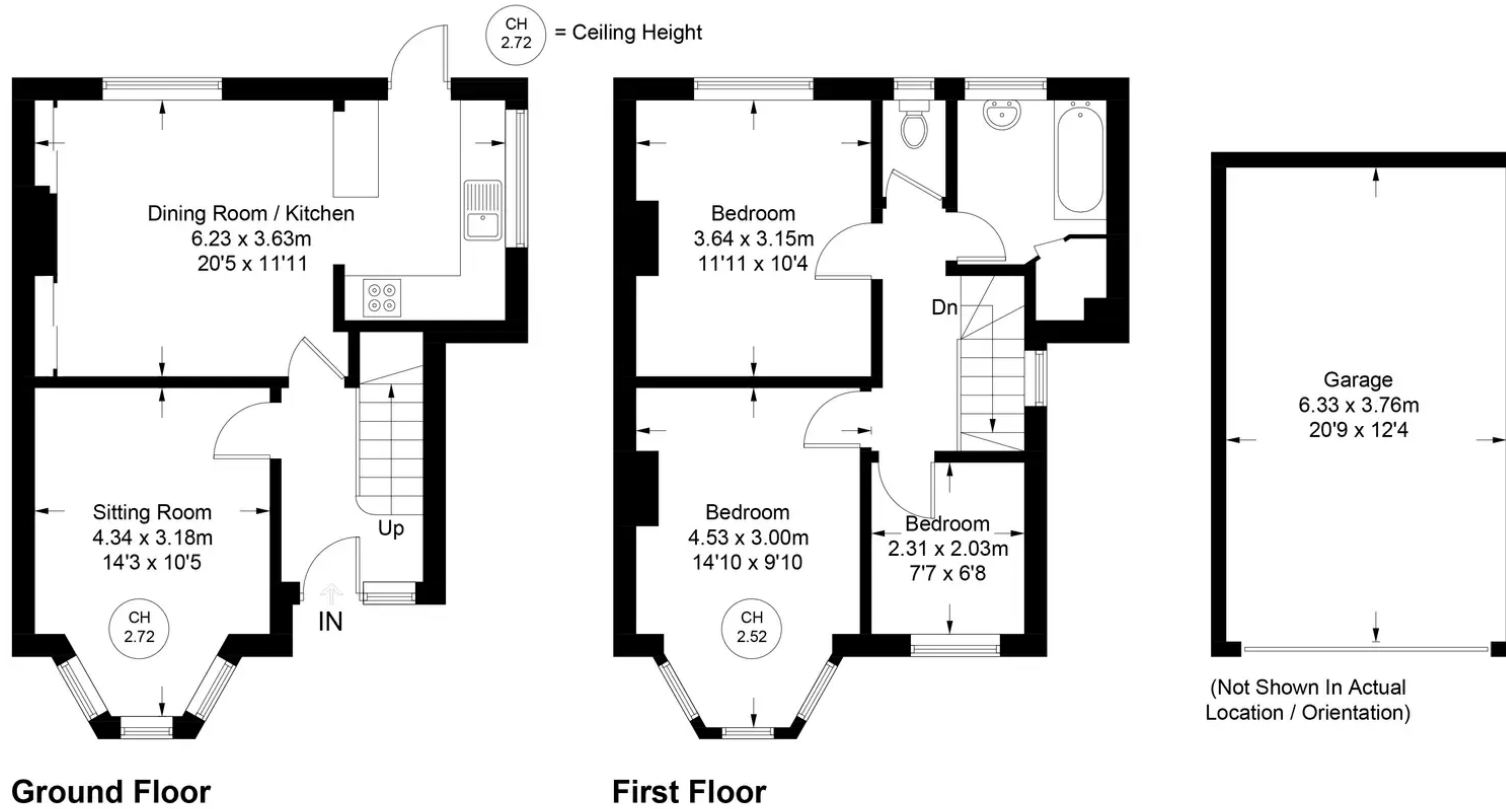 CH
2.72
= Ceiling Height
Dining Room / Kitchen
6.23 x 3.63m
20'5 x 11'11
Sitting Room
4.34 x 3.18m
14'3 x 10'5
CH
2.72
Up
IN
Ground Floor
Bedroom
3.64 x 3.15m
11'11 x 10'4
Dn
Bedroom
4.53 x 3.00m
14'10 x 9'10
CH
2.52
Bedroom
2.31 x 2.03m
7'7 x 6'8
First Floor
Garage
6.33 x 3.76m
20'9 x 12'4
(Not Shown In Actual
Location / Orientation)